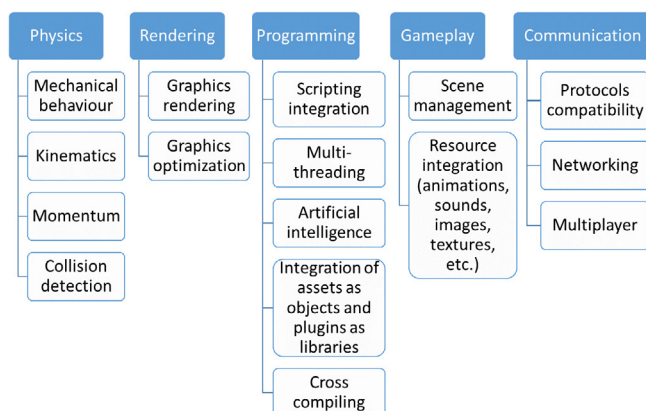 Physics
Mechanical
behaviour
Kinematics
Momentum
Collision
detection
Rendering
Graphics
rendering
Graphics
optimization
Programming
Scripting
integration
Multi-
threading
Artificial
intelligence
Integration of
assets as
objects and
plugins as
libraries
Cross
compiling
Gameplay
Scene
management
Resource
integration
(animations,
sounds,
images,
textures,
etc.)
Communication
Protocols
compatibility
Networking
Multiplayer